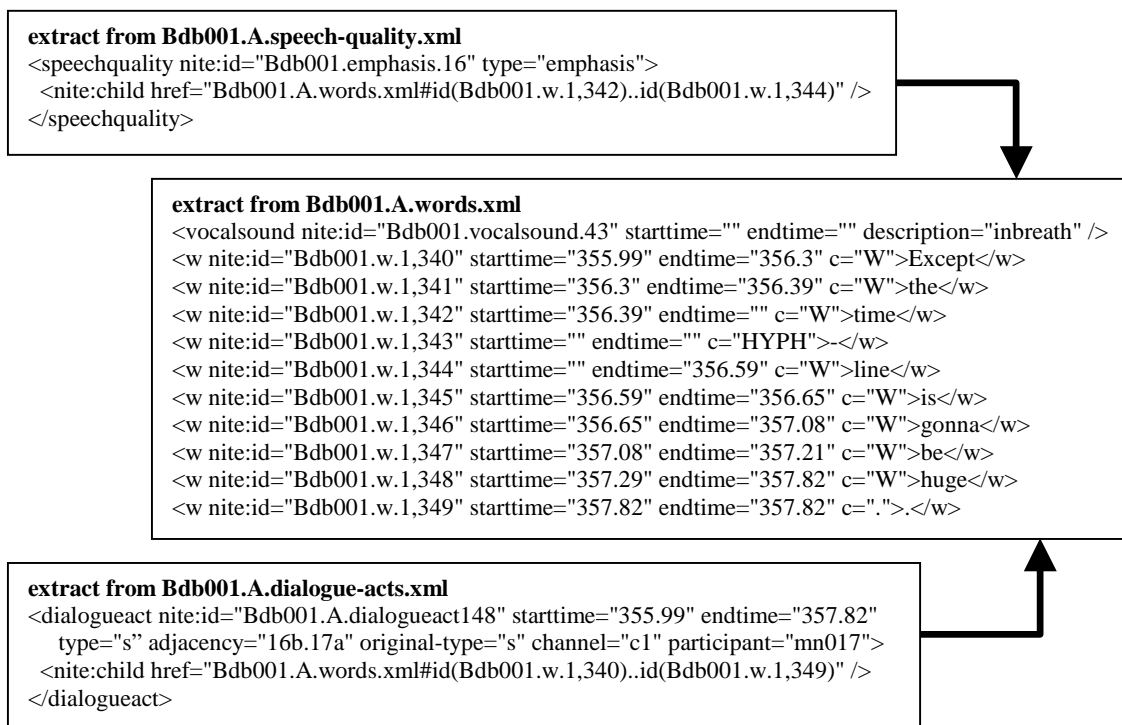 extract from Bdb001.A.speech-quality.xml
<speechquality nite:id="Bdb001.emphasis.16" type="emphasis">
<nite:child href="Bdb001.A.words.xml#id(Bdb001.w.1,342)..id(Bdb001.w.1,344)" />
</speechquality>
extract from Bdb001.A.words.xml
<vocalsound nite:id="Bdb001.vocalsound.43" starttime="" endtime="" description="inbreath" />
<w nite:id="Bdb001.w.1,340" starttime="355.99" endtime="356.3" c="W">Except</w>
<w nite:id="Bdb001.w.1,341" starttime="356.3" endtime="356.39" c="W">the</w>
<w nite:id="Bdb001.w.1,342" starttime="356.39" endtime="" c="W">time</w>
<w nite:id="Bdb001.w.1,343" starttime="" endtime="" c="HYPH">-</w>
<w nite:id="Bdb001.w.1,344" starttime="" endtime="356.59" c="W">line</w>
<w nite:id="Bdb001.w.1,345" starttime="356.59" endtime="356.65" c="W">is</w>
<w nite:id="Bdb001.w.1,346" starttime="356.65" endtime="357.08" c="W">gonna</w>
<w nite:id="Bdb001.w.1,347" starttime="357.08" endtime="357.21" c="W">be</w>
<w nite:id="Bdb001.w.1,348" starttime="357.29" endtime="357.82" c="W">huge</w>
<w nite:id="Bdb001.w.1,349" starttime="357.82" endtime="357.82" c=".">.</w>
extract from Bdb001.A.dialogue-acts.xml
<dialogueact nite:id="Bdb001.A.dialogueact148" starttime="355.99" endtime="357.82"
type="s” adjacency="16b.17a" original-type="s" channel="c1" participant="mn017">
<nite:child href="Bdb001.A.words.xml#id(Bdb001.w.1,340)..id(Bdb001.w.1,349)" />
</dialogueact>